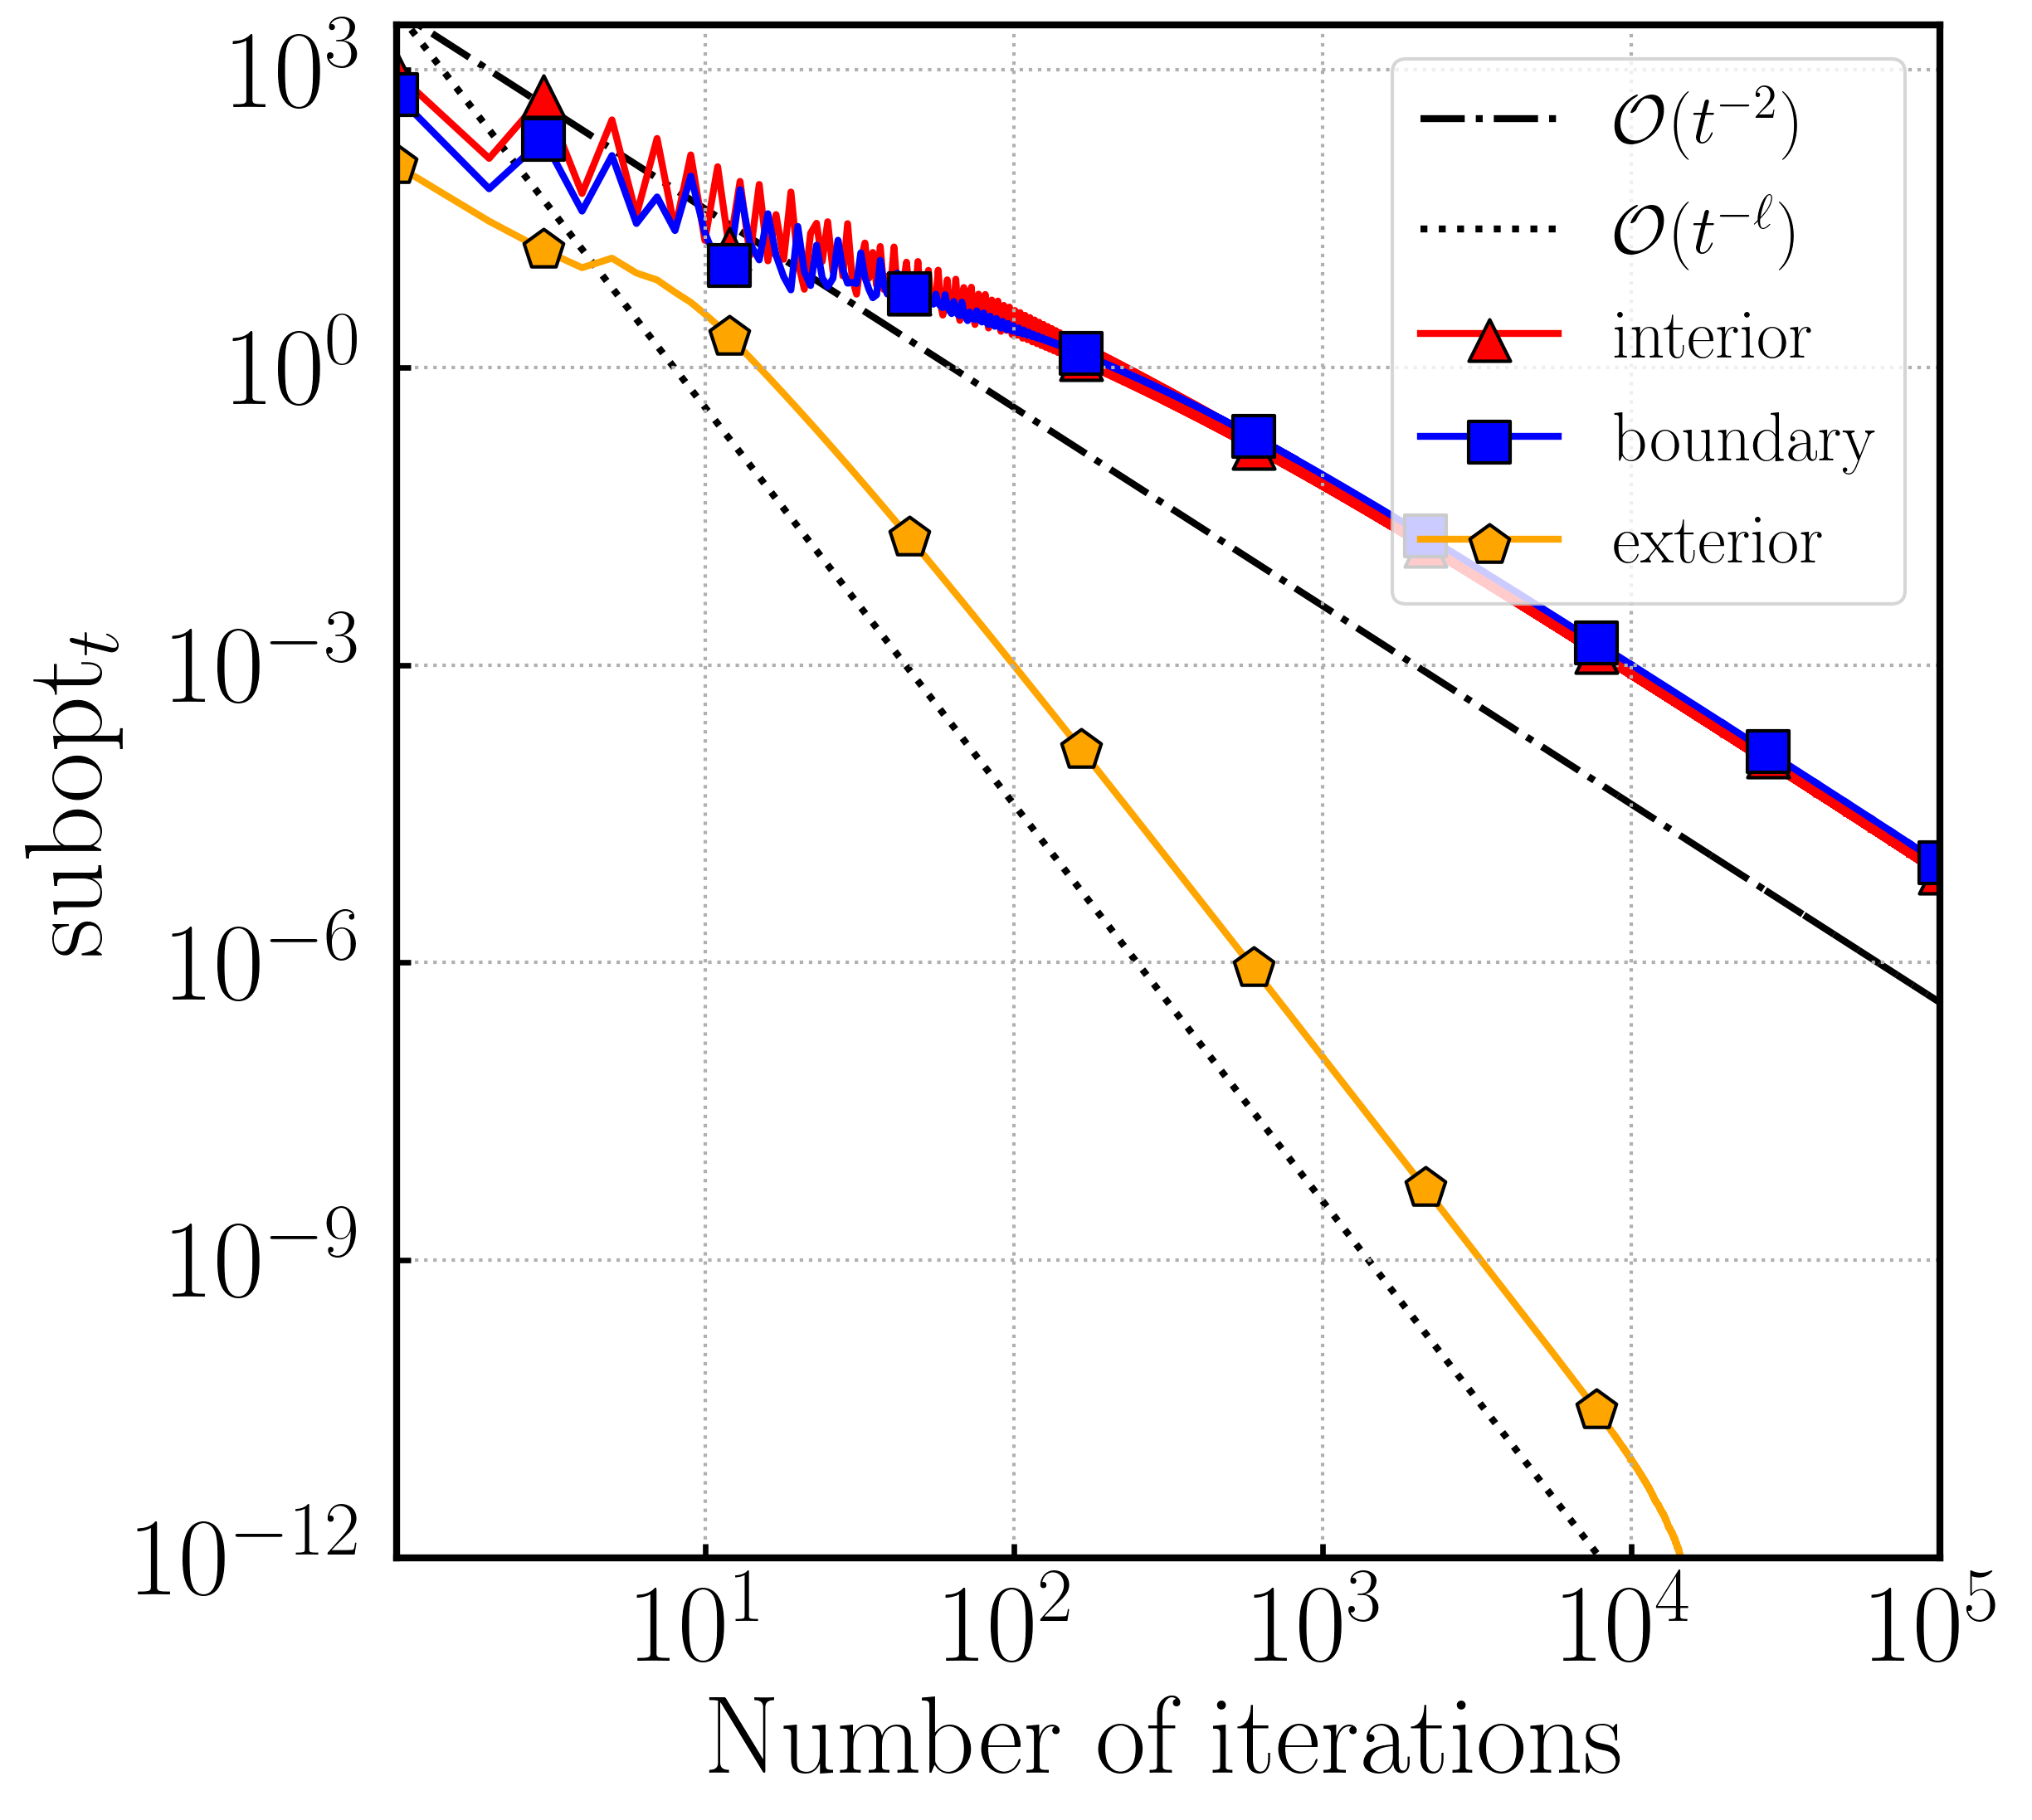 subopt_t
10^3
10^0
10^{-3}
10^{-6}
10^{-9}
10^{-12}
𝒪(t^{-2})
𝒪(t^{-ℓ})
interior
boundary
exterior
10^1 10^2 10^3 10^4 10^5
Number of iterations